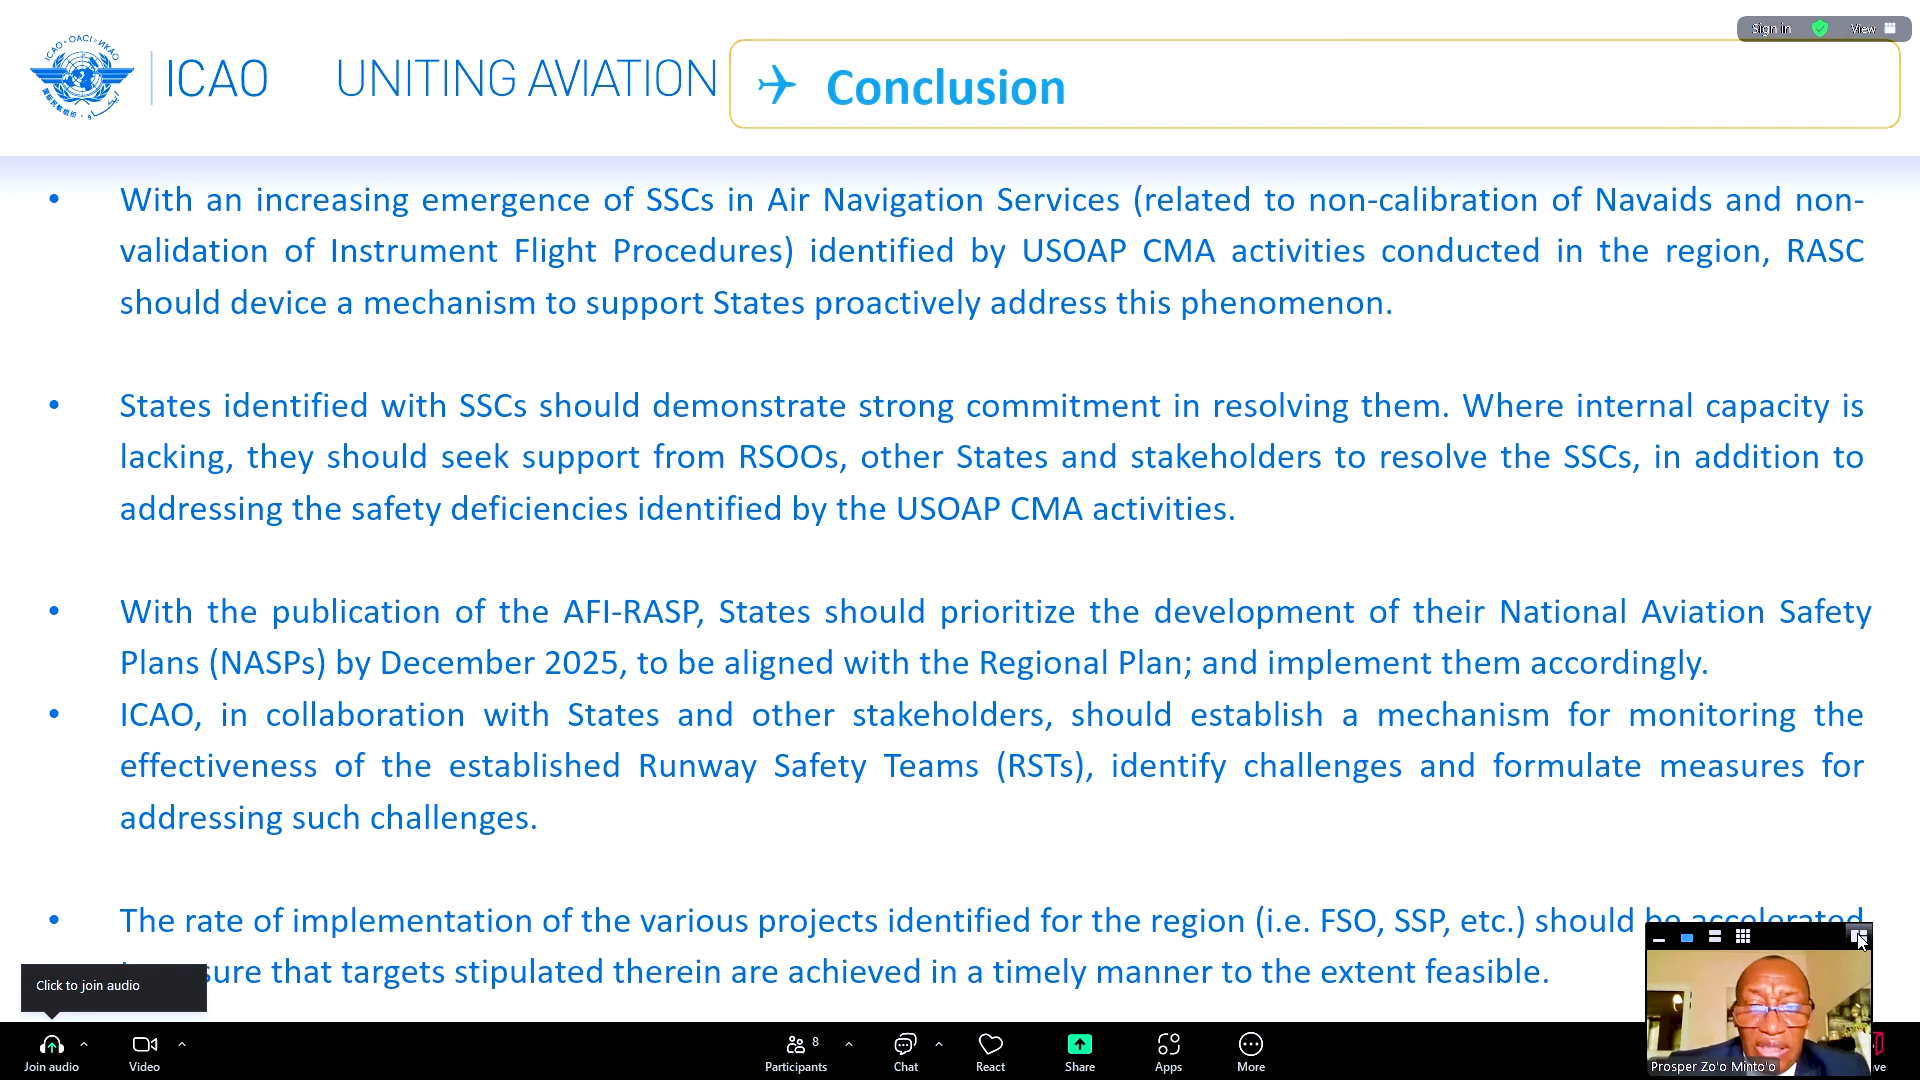 Sign in
View
ICAO · OACI · ИКАО
ICAO
UNITING AVIATION
Conclusion
• With an increasing emergence of SSCs in Air Navigation Services (related to non-calibration of Navaids and non-
validation of Instrument Flight Procedures) identified by USOAP CMA activities conducted in the region, RASC
should device a mechanism to support States proactively address this phenomenon.
• States identified with SSCs should demonstrate strong commitment in resolving them. Where internal capacity is
lacking, they should seek support from RSOOs, other States and stakeholders to resolve the SSCs, in addition to
addressing the safety deficiencies identified by the USOAP CMA activities.
• With the publication of the AFI-RASP, States should prioritize the development of their National Aviation Safety
Plans (NASPs) by December 2025, to be aligned with the Regional Plan; and implement them accordingly.
• ICAO, in collaboration with States and other stakeholders, should establish a mechanism for monitoring the
effectiveness of the established Runway Safety Teams (RSTs), identify challenges and formulate measures for
addressing such challenges.
• The rate of implementation of the various projects identified for the region (i.e. FSO, SSP, etc.) should be accelerated
sure that targets stipulated therein are achieved in a timely manner to the extent feasible.
Click to join audio
Prosper Zo'o Minto'o
Join audio
Video
Participants 8
Chat
React
Share
Apps
More